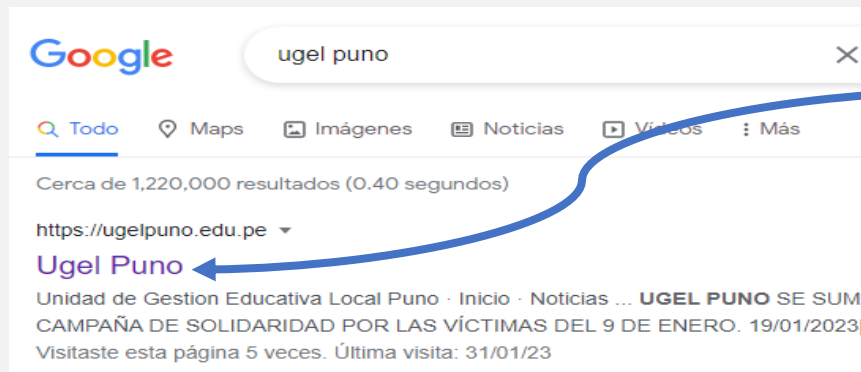 Google
ugel puno
Todo Maps Imágenes Noticias Vídeos Más
Cerca de 1,220,000 resultados (0.40 segundos)
https://ugelpuno.edu.pe
Ugel Puno
Unidad de Gestion Educativa Local Puno · Inicio · Noticias ... UGEL PUNO SE SUM
CAMPAÑA DE SOLIDARIDAD POR LAS VÍCTIMAS DEL 9 DE ENERO. 19/01/2023
Visitaste esta página 5 veces. Última visita: 31/01/23